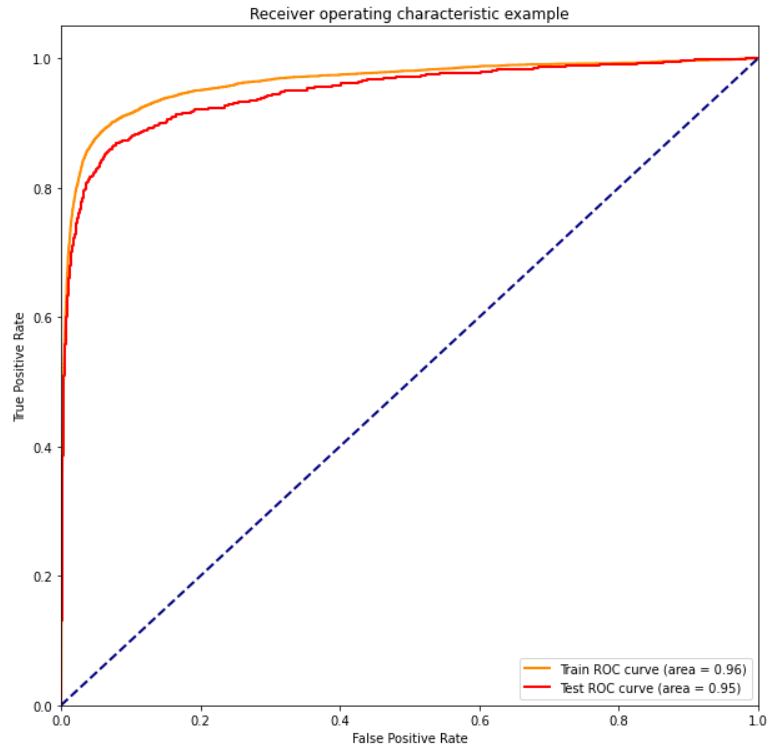 Receiver operating characteristic example
True Positive Rate
1.0
0.8
0.6
0.4
0.2
0.0
Train ROC curve (area = 0.96)
Test ROC curve (area = 0.95)
0.0 0.2 0.4 0.6 0.8 1.0
False Positive Rate